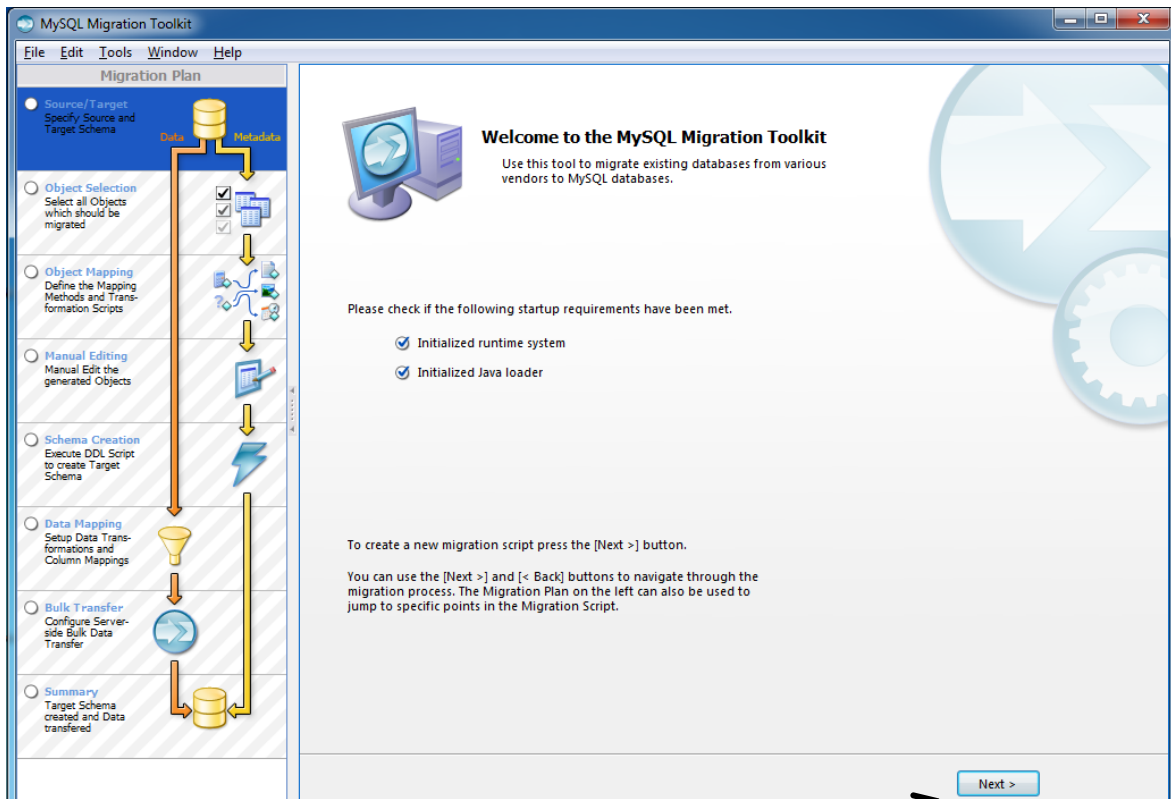 MySQL Migration Toolkit
File Edit Tools Window Help
Migration Plan
Source/Target
Specify Source and
Target Schema
Data
Metadata
Object Selection
Select all Objects
which should be
migrated
Object Mapping
Define the Mapping
Methods and Trans-
formation Scripts
Manual Editing
Manual Edit the
generated Objects
Schema Creation
Execute DDL Script
to create Target
Schema
Data Mapping
Setup Data Trans-
formations and
Column Mappings
Bulk Transfer
Configure Server-
side Bulk Data
Transfer
Summary
Target Schema
created and Data
transfered
Welcome to the MySQL Migration Toolkit
Use this tool to migrate existing databases from various
vendors to MySQL databases.
Please check if the following startup requirements have been met.
Initialized runtime system
Initialized Java loader
To create a new migration script press the [Next >] button.
You can use the [Next >] and [< Back] buttons to navigate through the
migration process. The Migration Plan on the left can also be used to
jump to specific points in the Migration Script.
Next >